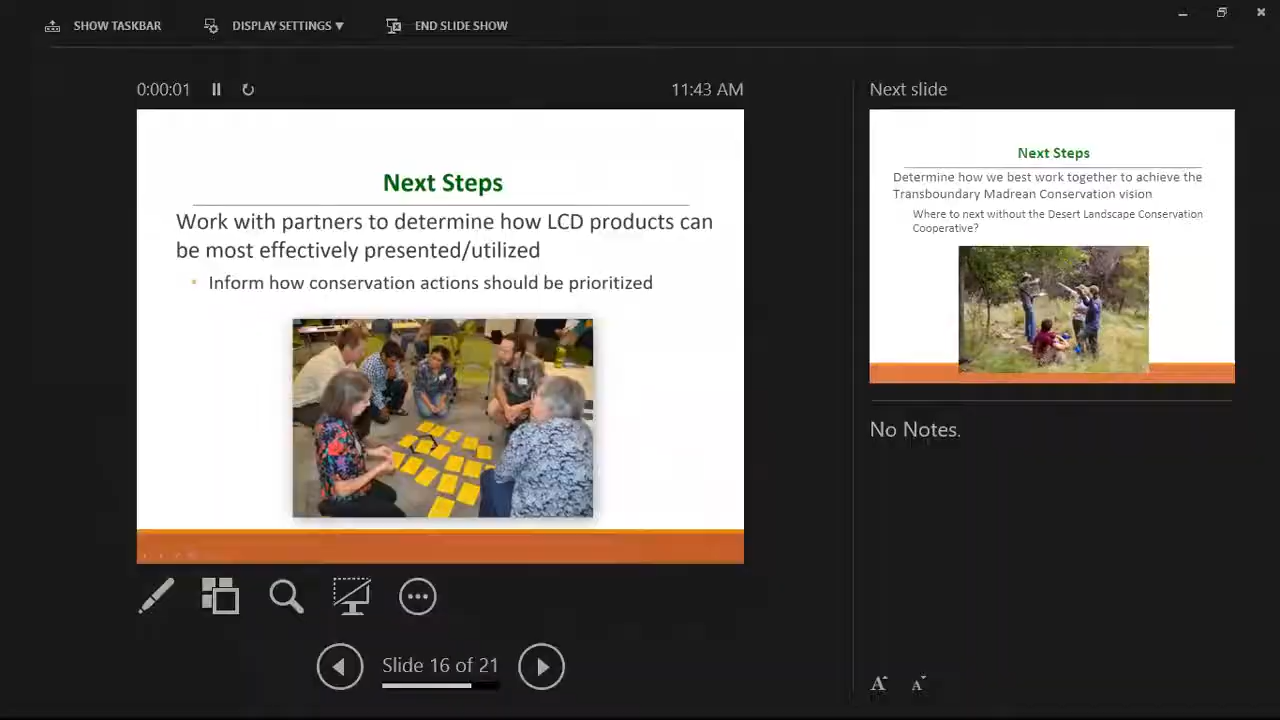 SHOW TASKBAR
DISPLAY SETTINGS ▼
END SLIDE SHOW
0:00:01
11:43 AM
Next Steps
Work with partners to determine how LCD products can
be most effectively presented/utilized
Inform how conservation actions should be prioritized
Slide 16 of 21
Next slide
Next Steps
Determine how we best work together to achieve the
Transboundary Madrean Conservation vision
Where to next without the Desert Landscape Conservation
Cooperative?
No Notes.
A A